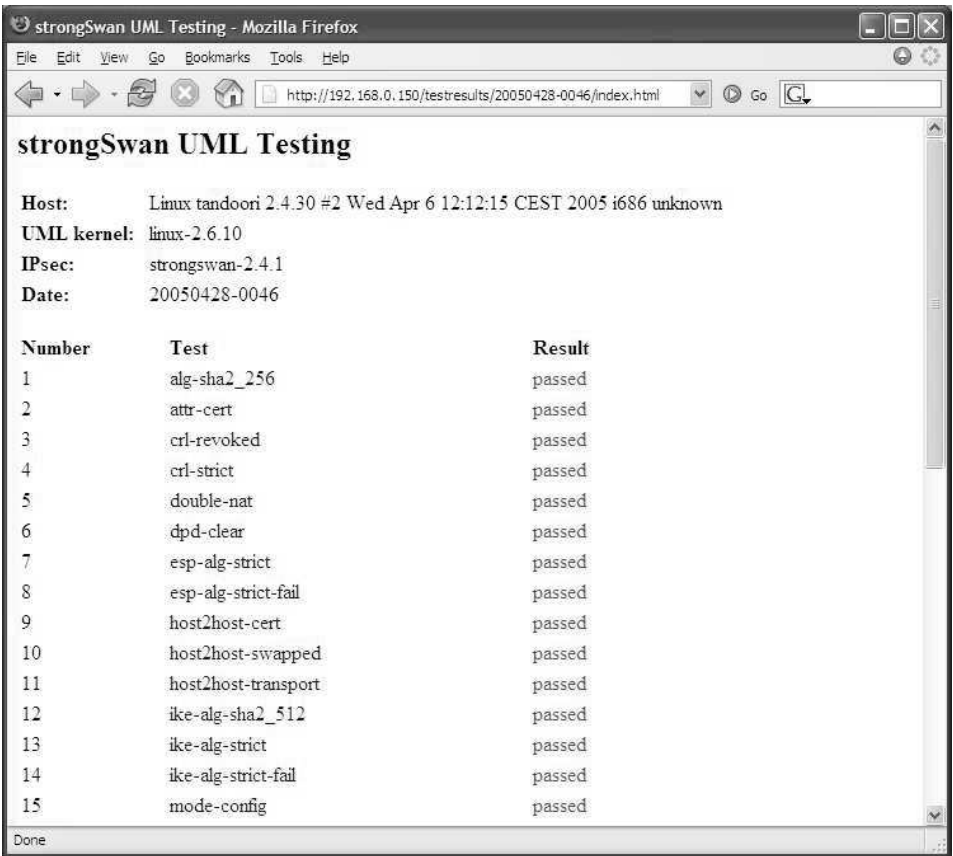 strongSwan UML Testing - Mozilla Firefox
File Edit View Go Bookmarks Tools Help
http://192.168.0.150/testresults/20050428-0046/index.html Go G
strongSwan UML Testing
Host: Linux tandoori 2.4.30 #2 Wed Apr 6 12:12:15 CEST 2005 i686 unknown
UML kernel: linux-2.6.10
IPsec: strongswan-2.4.1
Date: 20050428-0046
Number Test Result
1 alg-sha2_256 passed
2 attr-cert passed
3 crl-revoked passed
4 crl-strict passed
5 double-nat passed
6 dpd-clear passed
7 esp-alg-strict passed
8 esp-alg-strict-fail passed
9 host2host-cert passed
10 host2host-swapped passed
11 host2host-transport passed
12 ike-alg-sha2_512 passed
13 ike-alg-strict passed
14 ike-alg-strict-fail passed
15 mode-config passed
Done